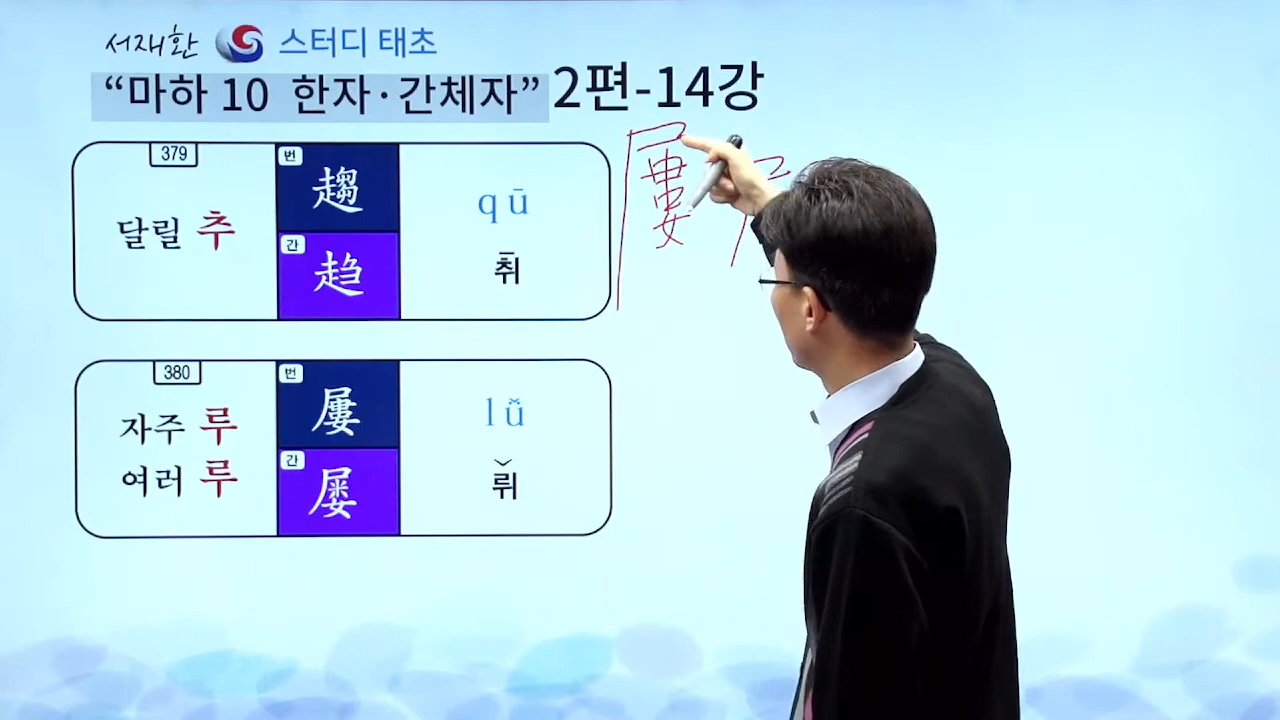 서재환 스터디 태초
“마하 10 한자·간체자” 2편-14강
379
달릴 추
번 趨
간 趋
qū
취
380
자주 루
여러 루
번 屢
간 屡
lǚ
뤼
屢